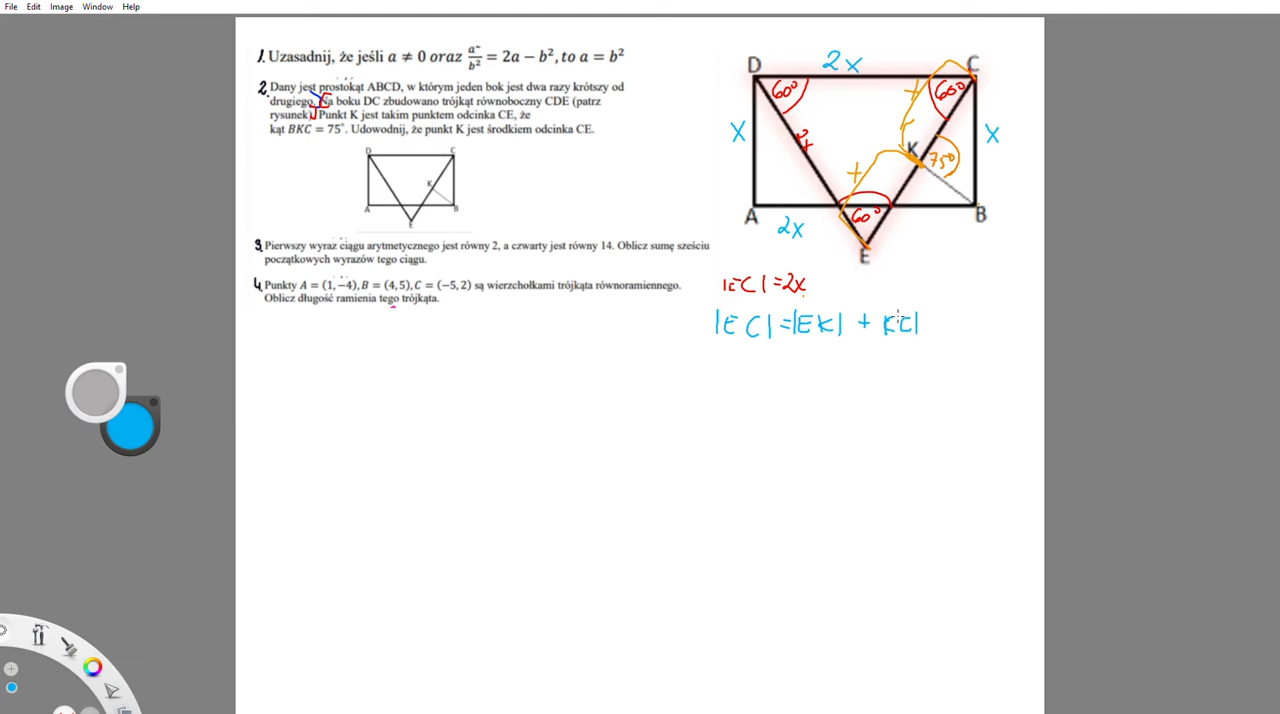 File Edit Image Window Help
1. Uzasadnij, że jeśli a ≠ 0 oraz a²/b² = 2a − b², to a = b²
2. Dany jest prostokąt ABCD, w którym jeden bok jest dwa razy krótszy od
drugiego. Na boku DC zbudowano trójkąt równoboczny CDE (patrz
rysunek). Punkt K jest takim punktem odcinka CE, że
kąt BKC = 75°. Udowodnij, że punkt K jest środkiem odcinka CE.
D C
K
A B
E
3. Pierwszy wyraz ciągu arytmetycznego jest równy 2, a czwarty jest równy 14. Oblicz sumę sześciu
początkowych wyrazów tego ciągu.
4. Punkty A = (1, −4), B = (4, 5), C = (−5, 2) są wierzchołkami trójkąta równoramiennego.
Oblicz długość ramienia tego trójkąta.
D 2x C
60° x 60°
x 2x K x
x 75°
A 60° B
2x
E
|EC| = 2x
|EC| = |EK| + KC|